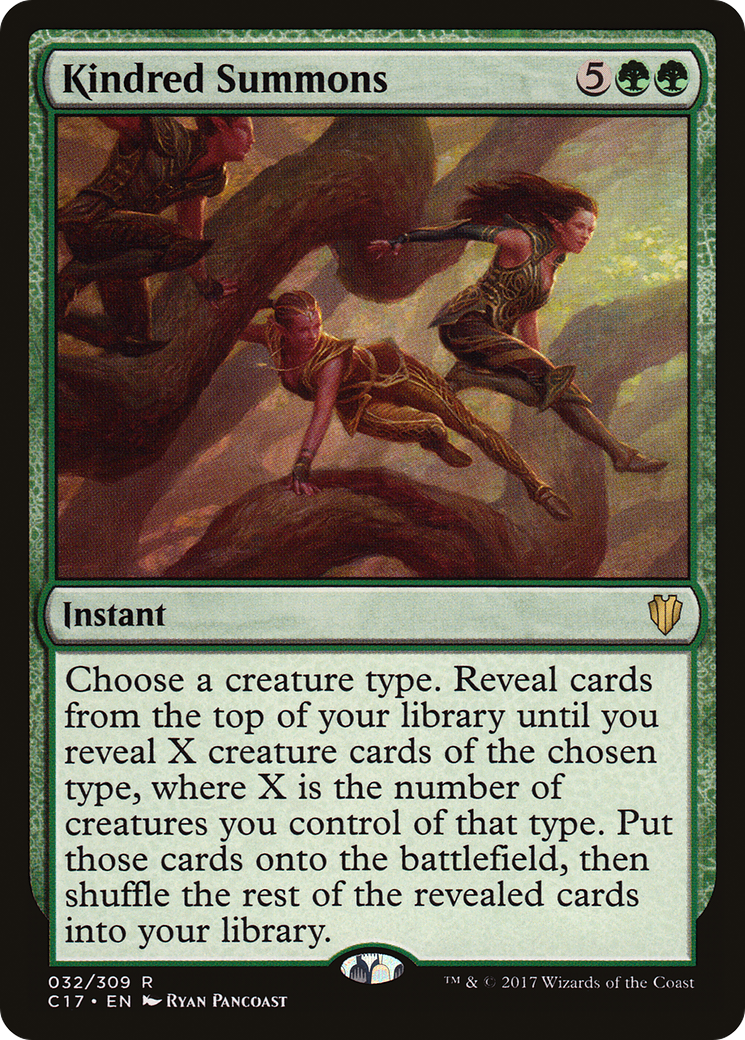 Kindred Summons 5
Instant
Choose a creature type. Reveal cards
from the top of your library until you
reveal X creature cards of the chosen
type, where X is the number of
creatures you control of that type. Put
those cards onto the battlefield, then
shuffle the rest of the revealed cards
into your library.
032/309 R
C17 • EN Ryan Pancoast
™ & © 2017 Wizards of the Coast